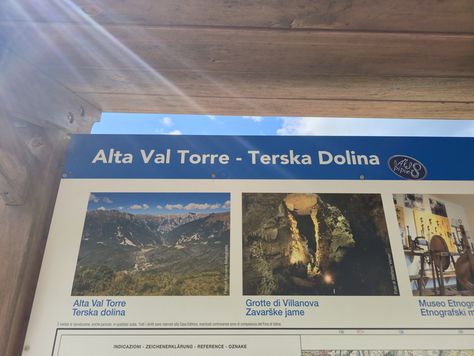 Alta Val Torre - Terska Dolina
Alta Val Torre
Terska dolina
Grotte di Villanova
Zavarške jame
Museo Etnogr
Etnografski m
INDICAZIONI - ZEICHENERKLÄRUNG - REFERENCE - OZNAKE